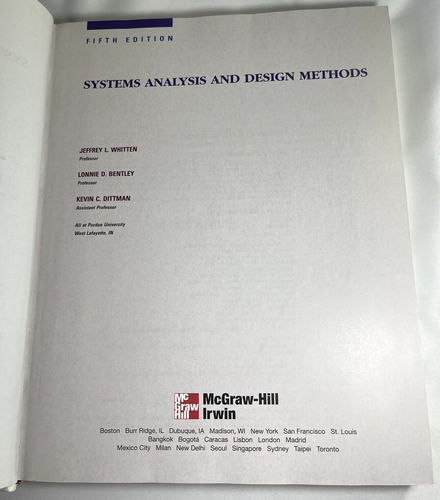 FIFTH EDITION
SYSTEMS ANALYSIS AND DESIGN METHODS
JEFFREY L. WHITTEN
Professor
LONNIE D. BENTLEY
Professor
KEVIN C. DITTMAN
Assistant Professor
All at Purdue University
West Lafayette, IN
Mc
Graw
Hill
McGraw-Hill
Irwin
Boston Burr Ridge, IL Dubuque, IA Madison, WI New York San Francisco St. Louis
Bangkok Bogotá Caracas Lisbon London Madrid
Mexico City Milan New Delhi Seoul Singapore Sydney Taipei Toronto